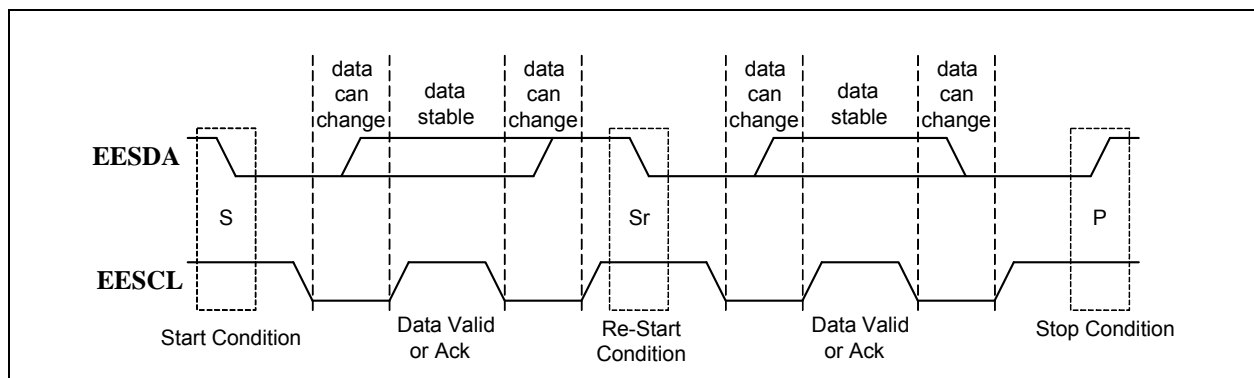 data
can
change
data
stable
data
can
change
data
can
change
data
stable
data
can
change
EESDA
S
Sr
P
EESCL
Start Condition
Data Valid
or Ack
Re-Start
Condition
Data Valid
or Ack
Stop Condition